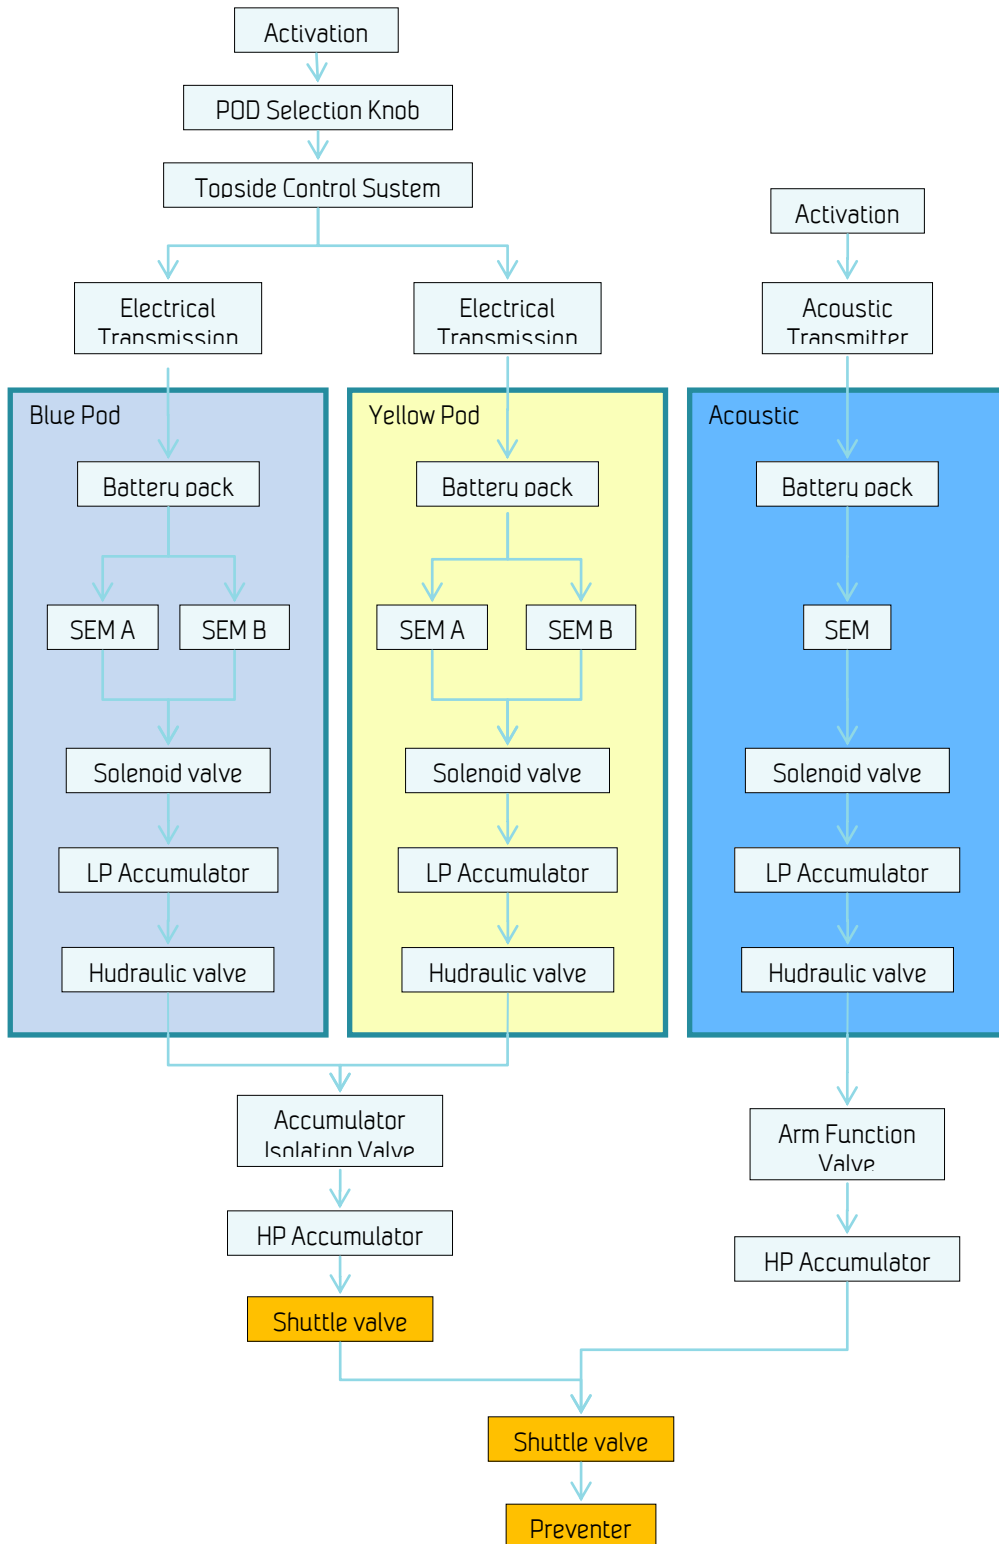 Activation
POD Selection Knob
Topside Control System
Activation
Electrical
Transmission
Electrical
Transmission
Acoustic
Transmitter
Blue Pod
Yellow Pod
Acoustic
Battery pack
Battery pack
Battery pack
SEM A
SEM B
SEM A
SEM B
SEM
Solenoid valve
Solenoid valve
Solenoid valve
LP Accumulator
LP Accumulator
LP Accumulator
Hydraulic valve
Hydraulic valve
Hydraulic valve
Accumulator
Isolation Valve
Arm Function
Valve
HP Accumulator
HP Accumulator
Shuttle valve
Shuttle valve
Preventer